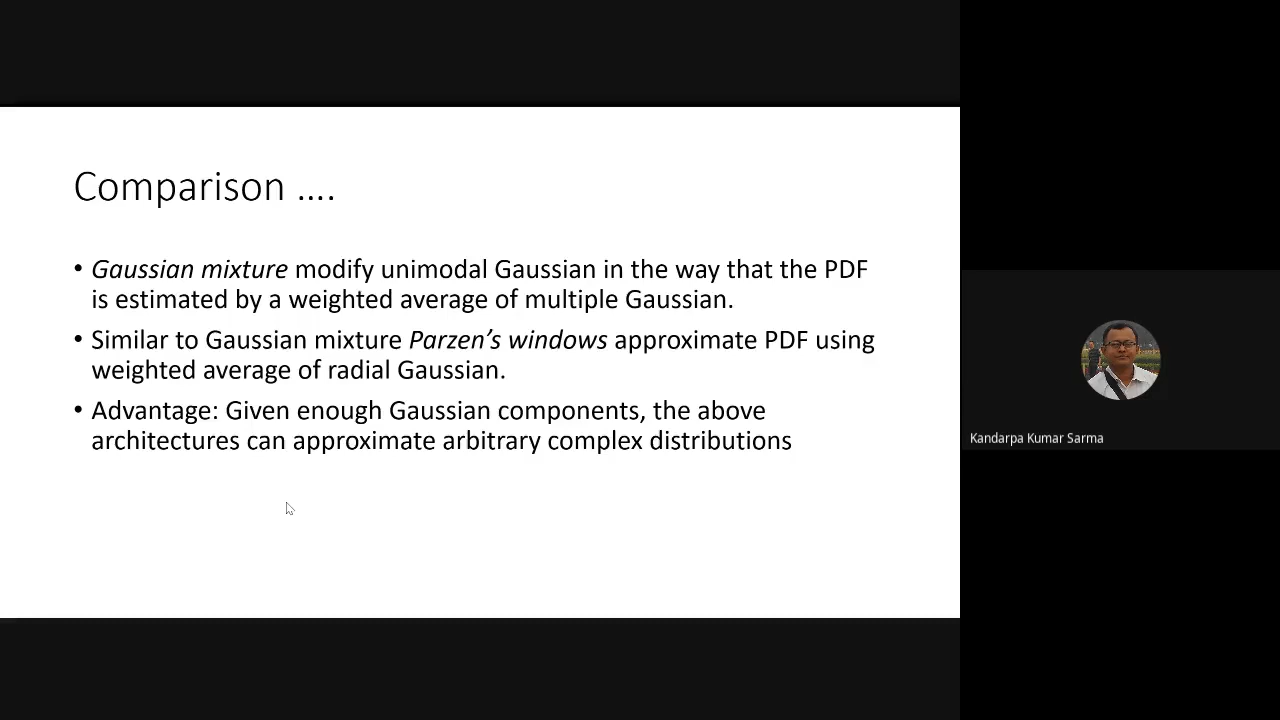 Comparison ....
• Gaussian mixture modify unimodal Gaussian in the way that the PDF
is estimated by a weighted average of multiple Gaussian.
• Similar to Gaussian mixture Parzen’s windows approximate PDF using
weighted average of radial Gaussian.
• Advantage: Given enough Gaussian components, the above
architectures can approximate arbitrary complex distributions
Kandarpa Kumar Sarma